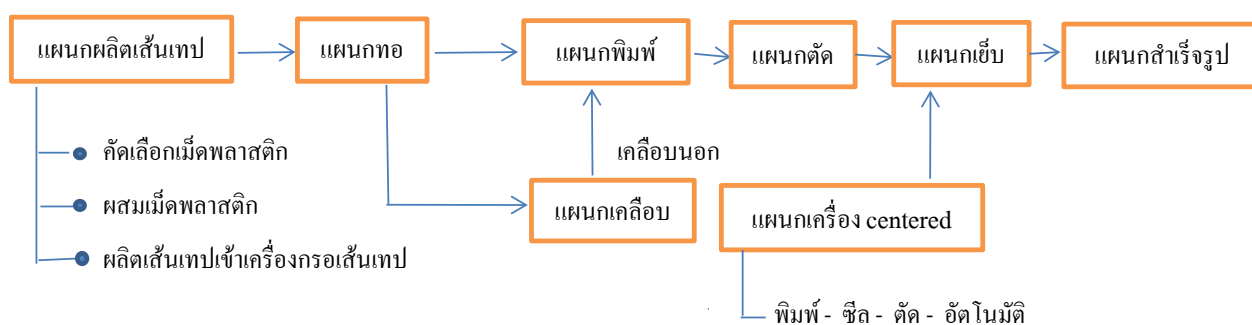 แผนกผลิตเส้นเทป
แผนกทอ
แผนกพิมพ์
แผนกตัด
แผนกเย็บ
แผนกสำเร็จรูป
คัดเลือกเม็ดพลาสติก
ผสมเม็ดพลาสติก
ผลิตเส้นเทปเข้าเครื่องกรอเส้นเทป
เคลือบนอก
แผนกเคลือบ
แผนกเครื่อง centered
พิมพ์ - ซีล - ตัด - อัตโนมัติ